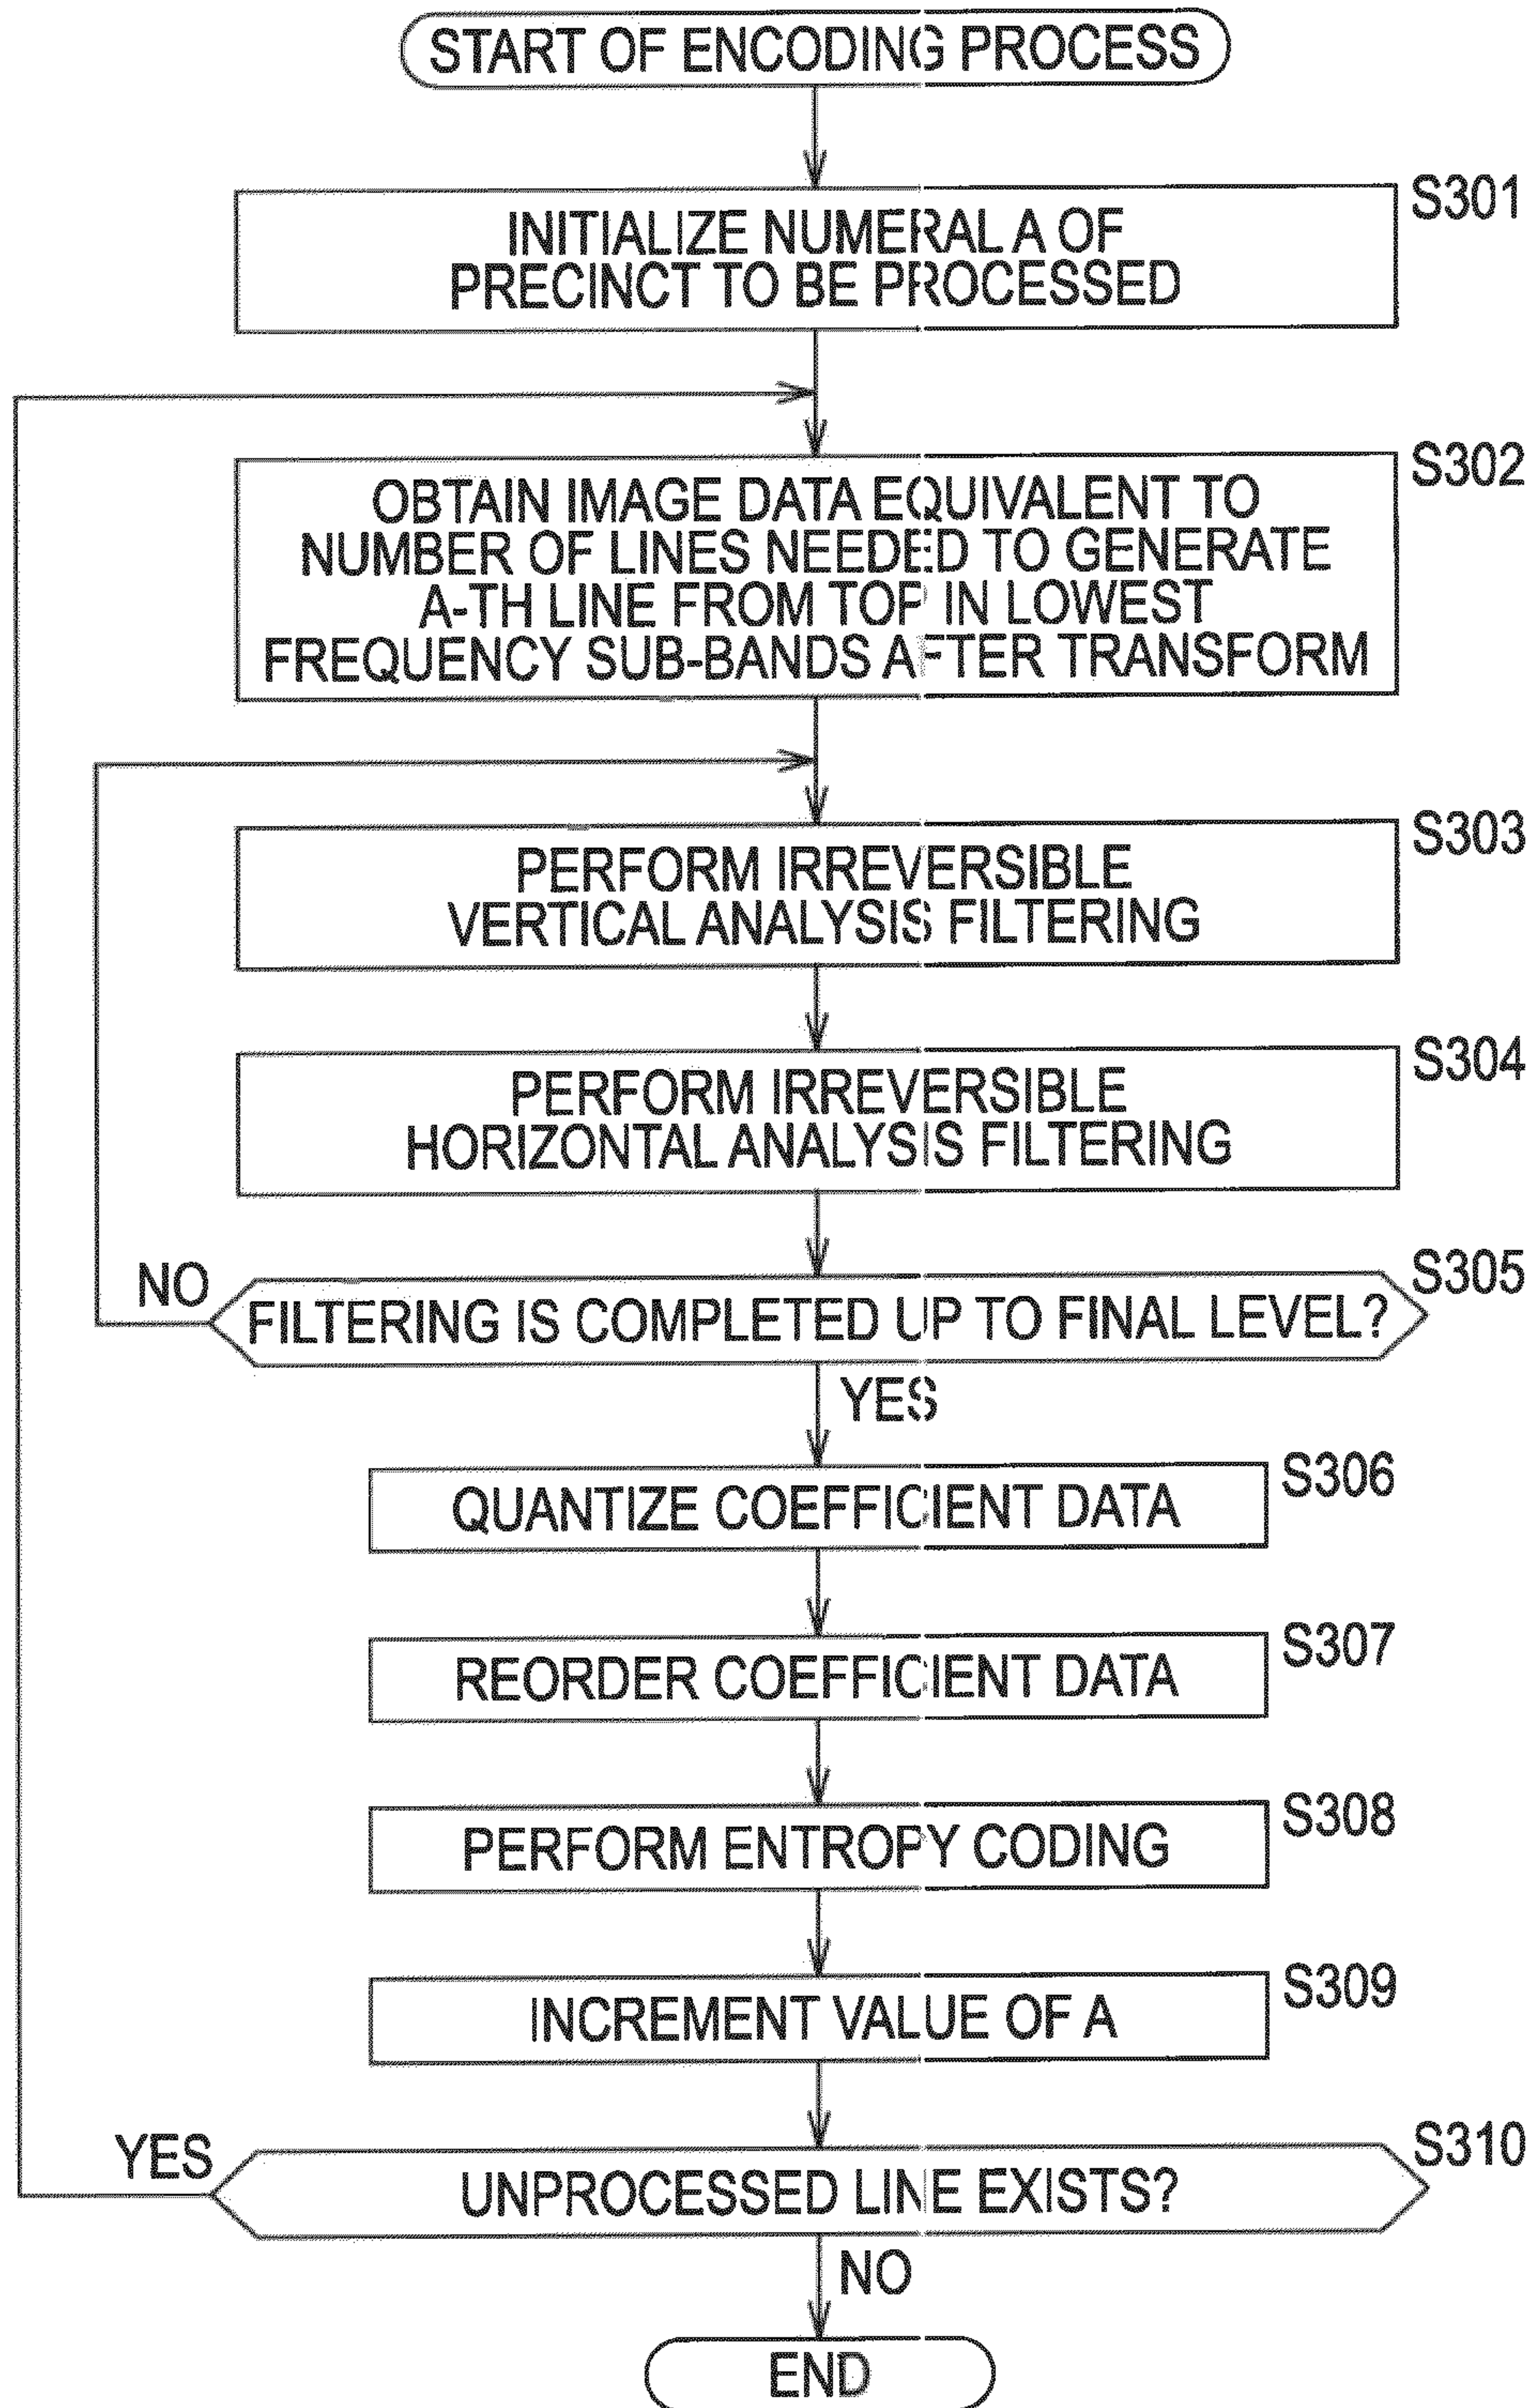 START OF ENCODING PROCESS
S301
INITIALIZE NUMERAL A OF
PRECINCT TO BE PROCESSED
S302
OBTAIN IMAGE DATA EQUIVALENT TO
NUMBER OF LINES NEEDED TO GENERATE
A-TH LINE FROM TOP IN LOWEST
FREQUENCY SUB-BANDS AFTER TRANSFORM
S303
PERFORM IRREVERSIBLE
VERTICAL ANALYSIS FILTERING
S304
PERFORM IRREVERSIBLE
HORIZONTAL ANALYSIS FILTERING
S305
NO
FILTERING IS COMPLETED UP TO FINAL LEVEL?
YES
S306
QUANTIZE COEFFICIENT DATA
S307
REORDER COEFFICIENT DATA
S308
PERFORM ENTROPY CODING
S309
INCREMENT VALUE OF A
S310
YES
UNPROCESSED LINE EXISTS?
NO
END